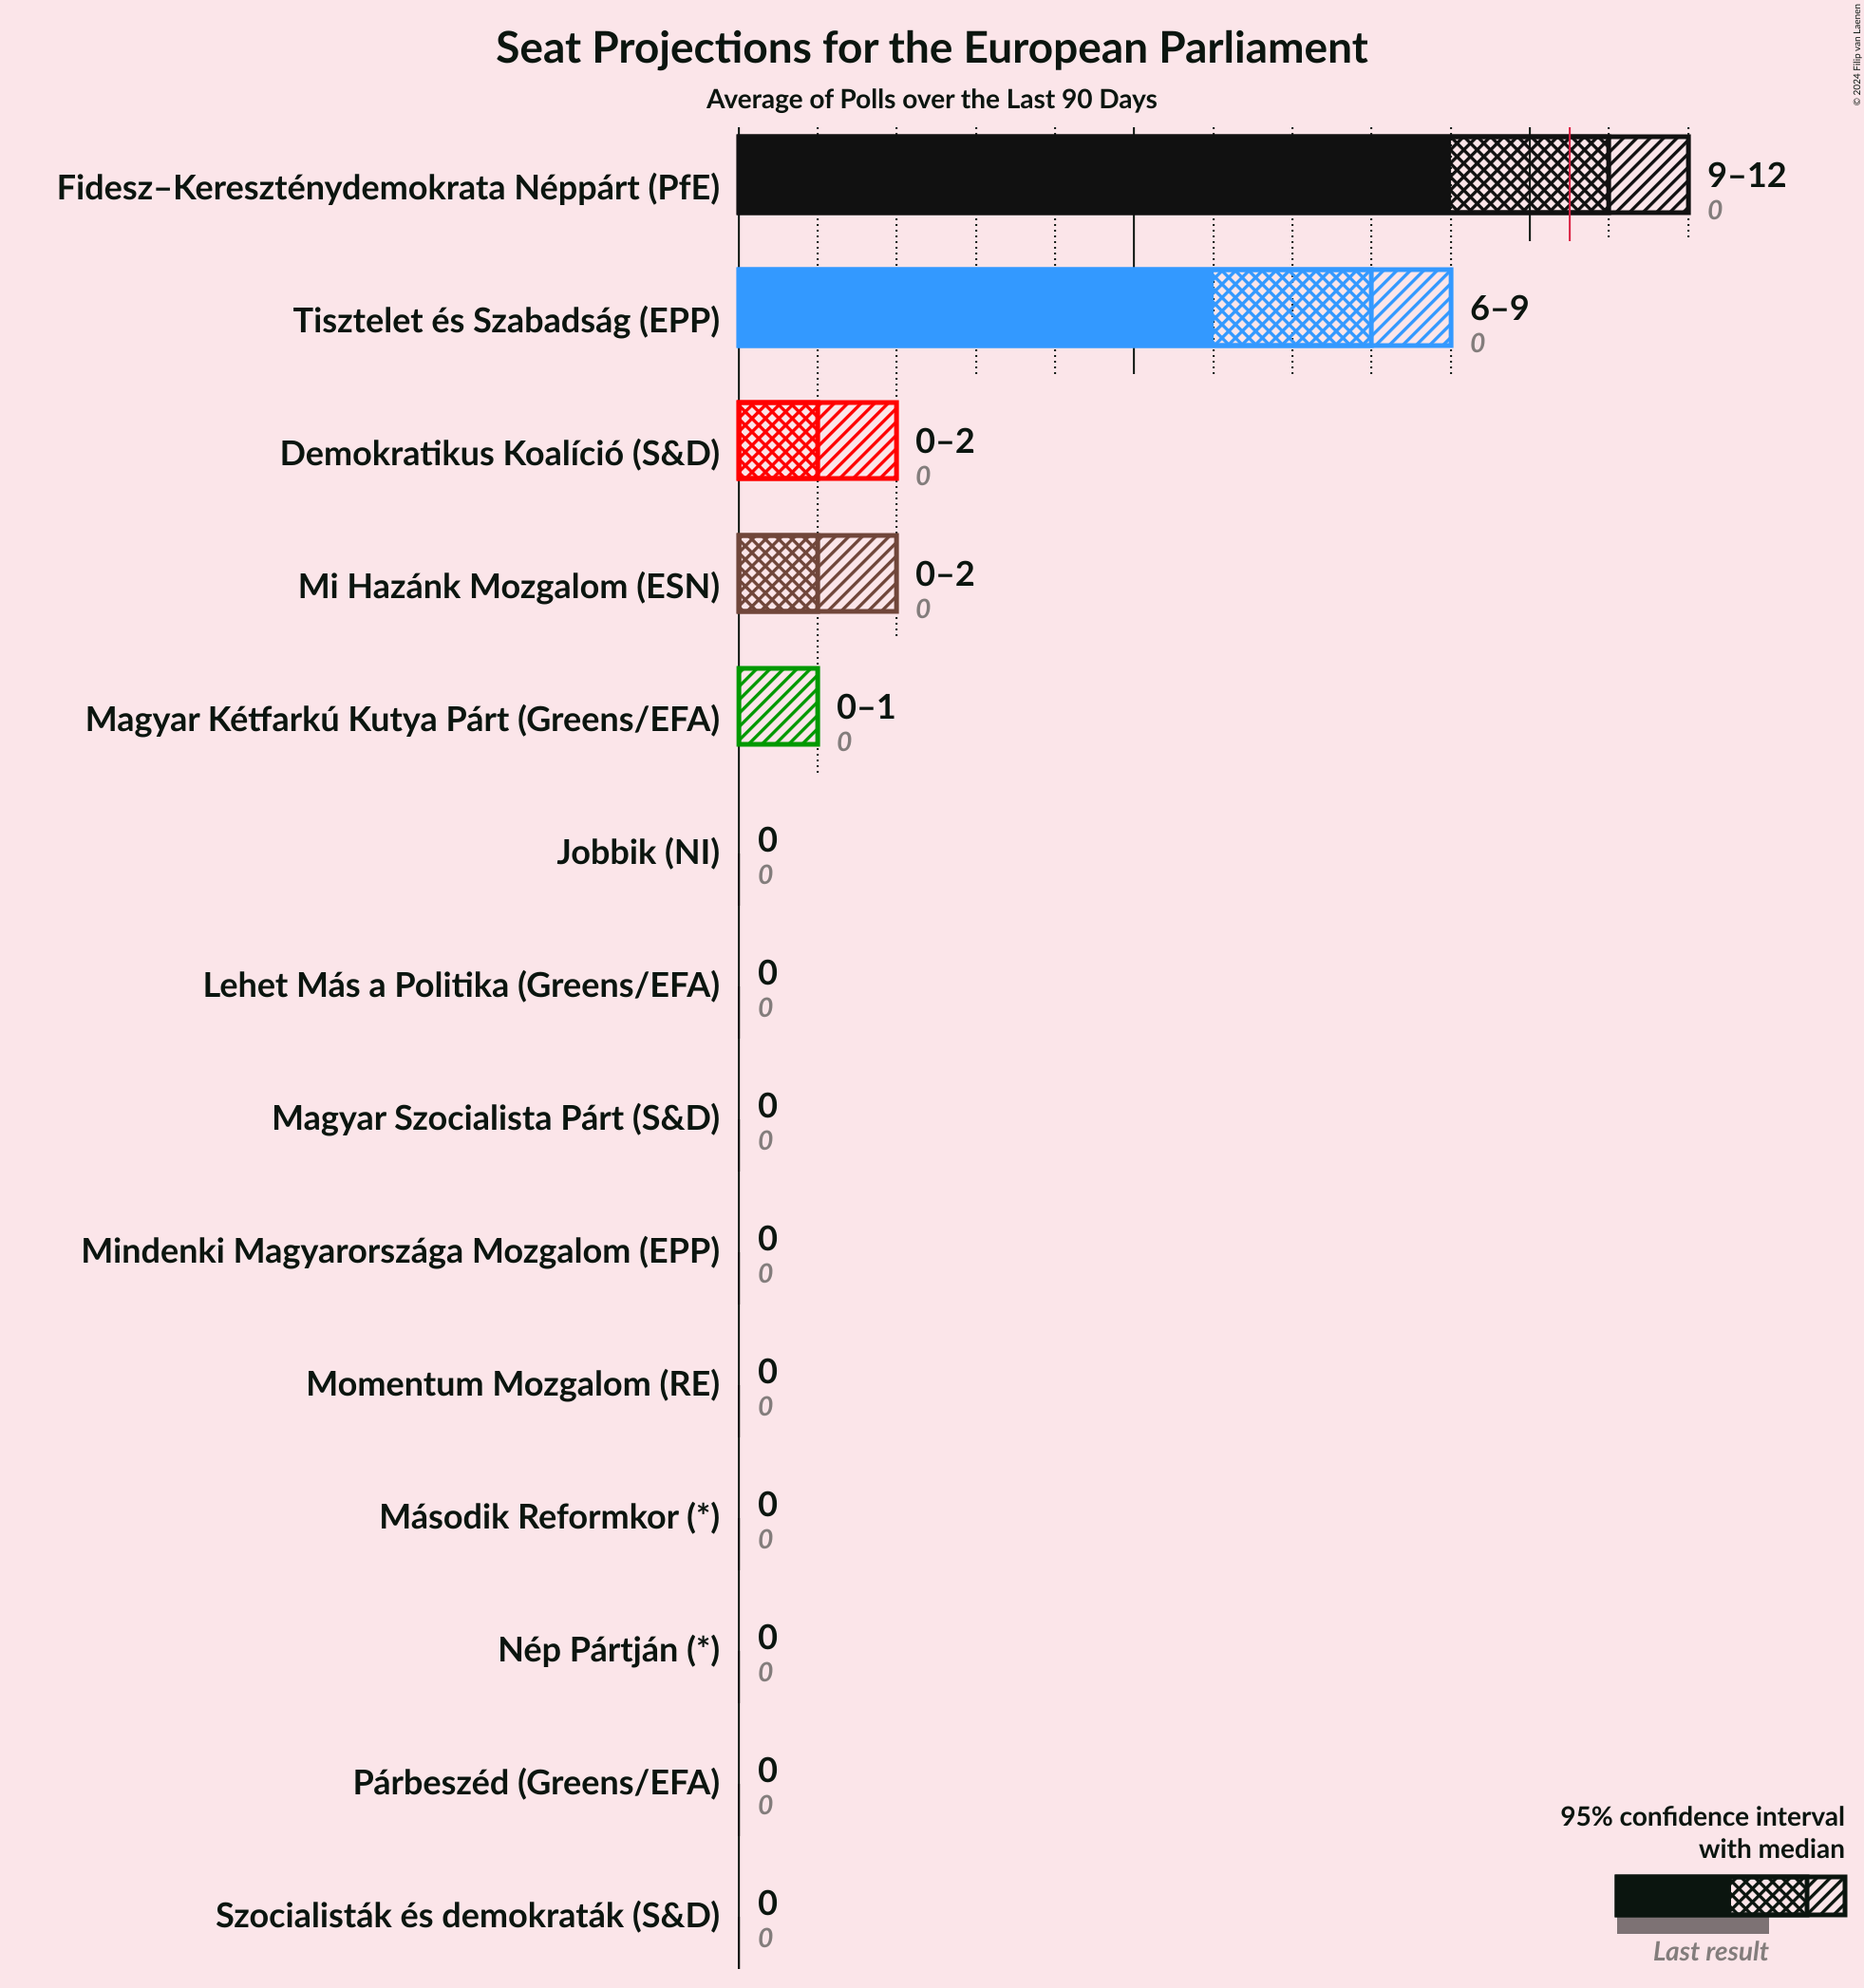 Seat Projections for the European Parliament
Average of Polls over the Last 90 Days
© 2024 Filip van Laenen
Fidesz–Kereszténydemokrata Néppárt (PfE)
9–12
0
Tisztelet és Szabadság (EPP)
6–9
0
Demokratikus Koalíció (S&D)
0–2
0
Mi Hazánk Mozgalom (ESN)
0–2
0
Magyar Kétfarkú Kutya Párt (Greens/EFA)
0–1
0
Jobbik (NI)
0
0
Lehet Más a Politika (Greens/EFA)
0
0
Magyar Szocialista Párt (S&D)
0
0
Mindenki Magyarországa Mozgalom (EPP)
0
0
Momentum Mozgalom (RE)
0
0
Második Reformkor (*)
0
0
Nép Pártján (*)
0
0
Párbeszéd (Greens/EFA)
0
0
Szocialisták és demokraták (S&D)
0
0
95% confidence interval
with median
Last result